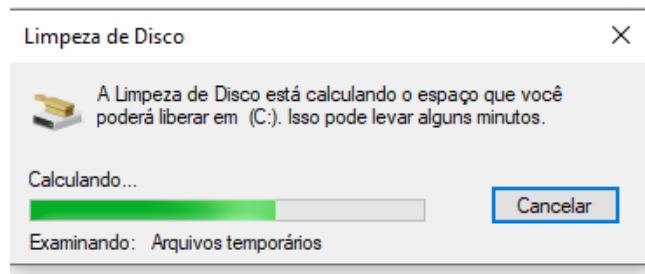 Limpeza de Disco
A Limpeza de Disco está calculando o espaço que você
poderá liberar em  (C:). Isso pode levar alguns minutos.
Calculando...
Cancelar
Examinando:   Arquivos temporários